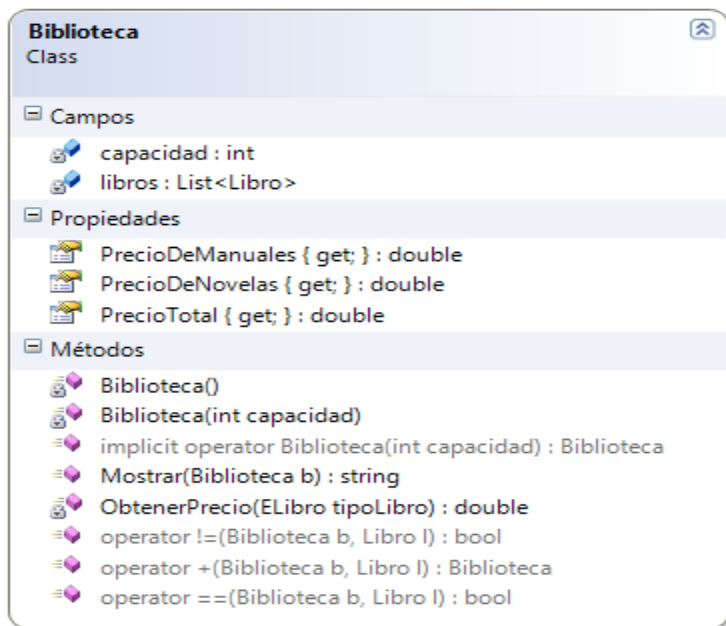 Biblioteca
Class
Campos
capacidad : int
libros : List<Libro>
Propiedades
PrecioDeManuales { get; } : double
PrecioDeNovelas { get; } : double
PrecioTotal { get; } : double
Métodos
Biblioteca()
Biblioteca(int capacidad)
implicit operator Biblioteca(int capacidad) : Biblioteca
Mostrar(Biblioteca b) : string
ObtenerPrecio(ELibro tipoLibro) : double
operator !=(Biblioteca b, Libro l) : bool
operator +(Biblioteca b, Libro l) : Biblioteca
operator ==(Biblioteca b, Libro l) : bool